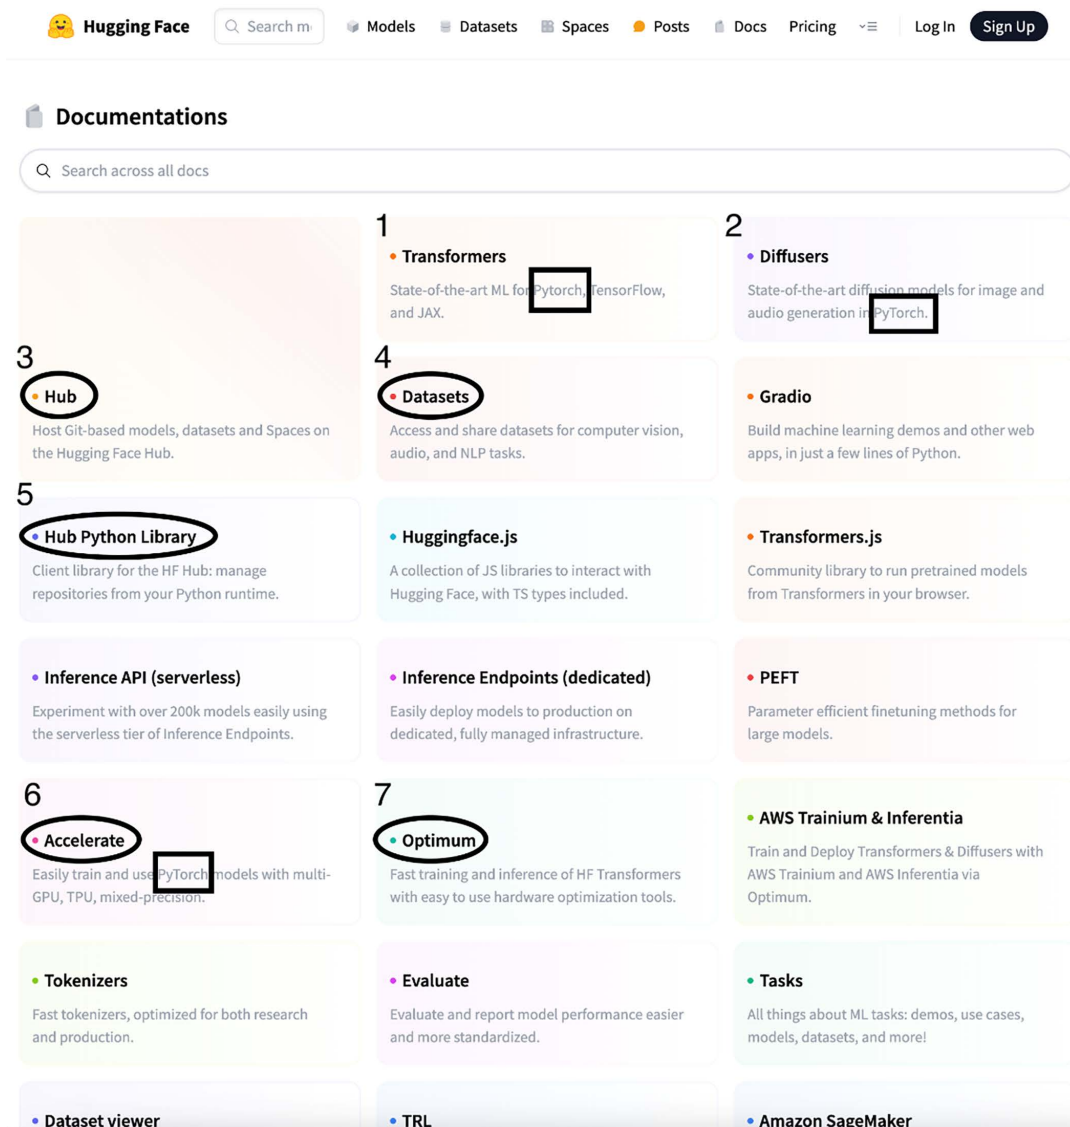 Hugging Face
Search m
Models
Datasets
Spaces
Posts
Docs
Pricing
Log In
Sign Up
Documentations
Search across all docs
1
Transformers
State-of-the-art ML for Pytorch, TensorFlow,
and JAX.
2
Diffusers
State-of-the-art diffusion models for image and
audio generation in PyTorch.
3
Hub
Host Git-based models, datasets and Spaces on
the Hugging Face Hub.
4
Datasets
Access and share datasets for computer vision,
audio, and NLP tasks.
Gradio
Build machine learning demos and other web
apps, in just a few lines of Python.
5
Hub Python Library
Client library for the HF Hub: manage
repositories from your Python runtime.
Huggingface.js
A collection of JS libraries to interact with
Hugging Face, with TS types included.
Transformers.js
Community library to run pretrained models
from Transformers in your browser.
Inference API (serverless)
Experiment with over 200k models easily using
the serverless tier of Inference Endpoints.
Inference Endpoints (dedicated)
Easily deploy models to production on
dedicated, fully managed infrastructure.
PEFT
Parameter efficient finetuning methods for
large models.
6
Accelerate
Easily train and use PyTorch models with multi-
GPU, TPU, mixed-precision.
7
Optimum
Fast training and inference of HF Transformers
with easy to use hardware optimization tools.
AWS Trainium & Inferentia
Train and Deploy Transformers & Diffusers with
AWS Trainium and AWS Inferentia via
Optimum.
Tokenizers
Fast tokenizers, optimized for both research
and production.
Evaluate
Evaluate and report model performance easier
and more standardized.
Tasks
All things about ML tasks: demos, use cases,
models, datasets, and more!
Dataset viewer
TRL
Amazon SageMaker